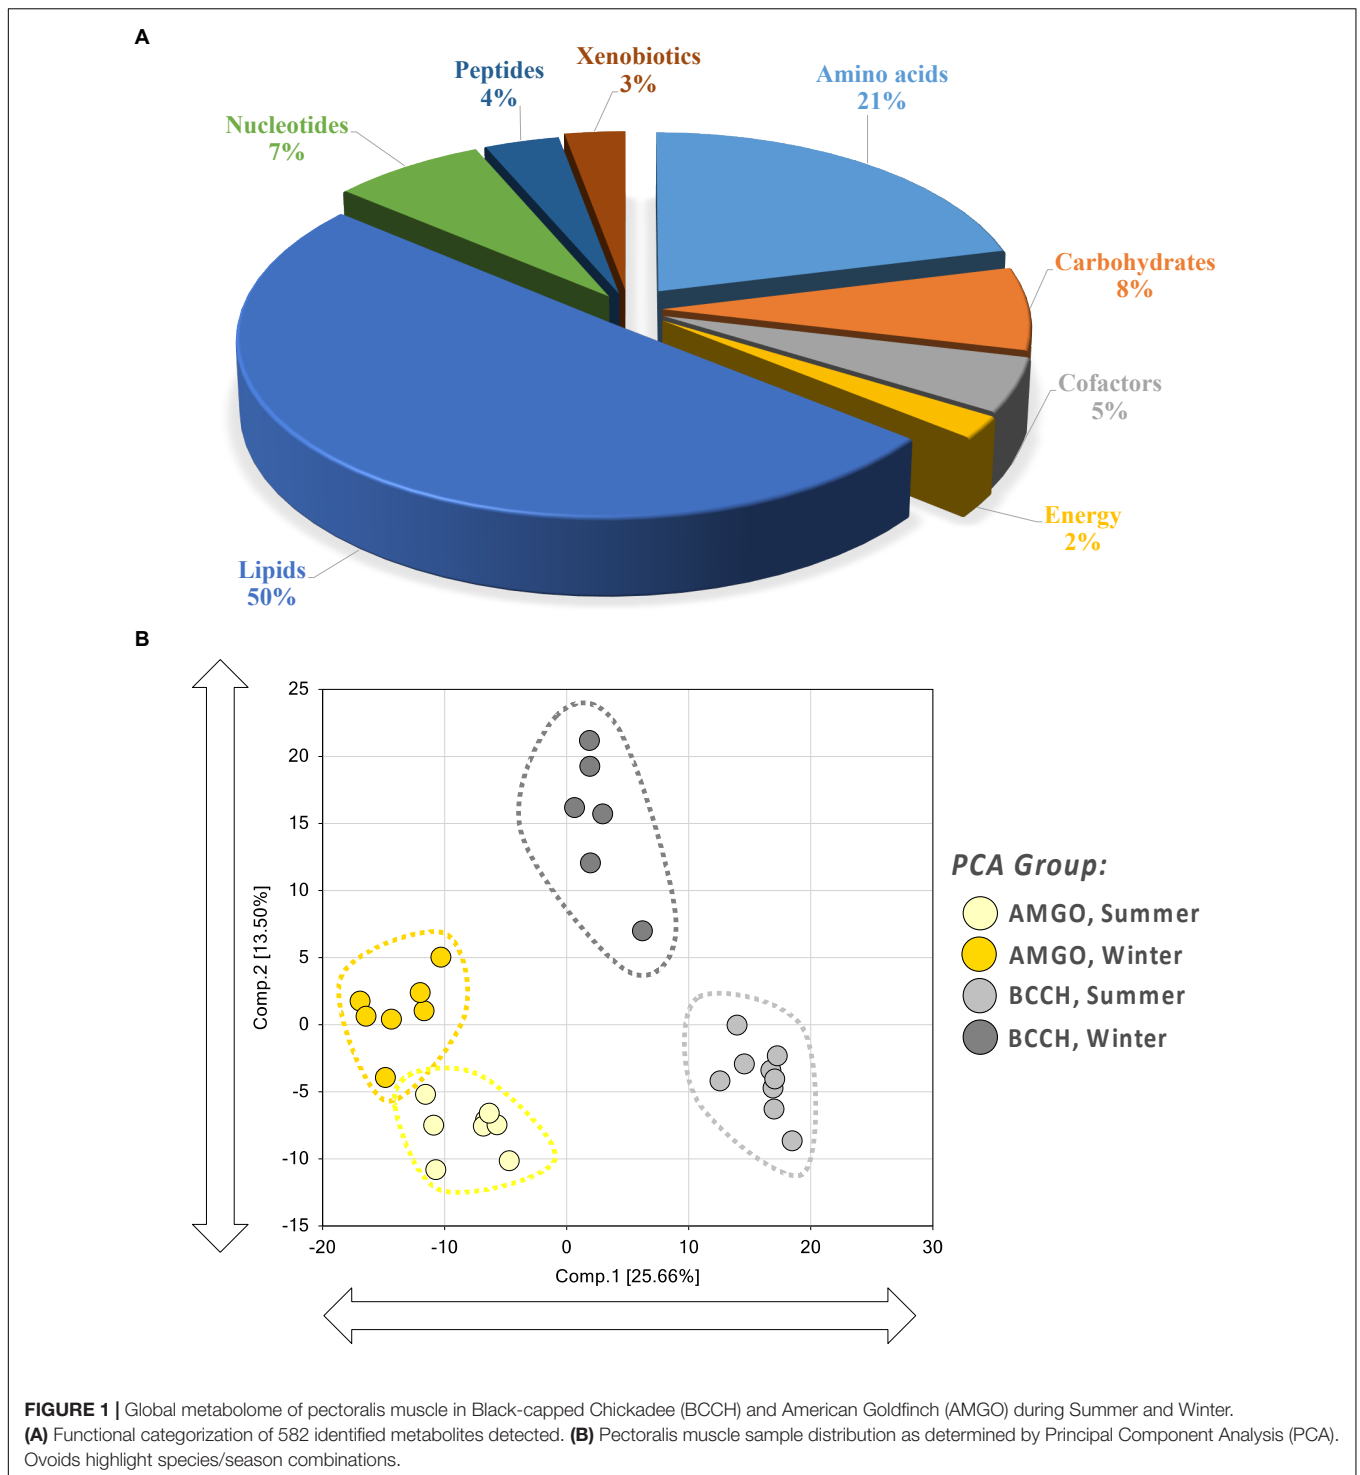 A
Xenobiotics
3%
Peptides
4%
Amino acids
21%
Nucleotides
7%
Carbohydrates
8%
Cofactors
5%
Energy
2%
Lipids
50%
B
25
20
15
10
5
0
-5
-10
-15
Comp.2 [13.50%]
-20 -10 0 10 20 30
Comp.1 [25.66%]
PCA Group:
AMGO, Summer
AMGO, Winter
BCCH, Summer
BCCH, Winter
FIGURE 1 | Global metabolome of pectoralis muscle in Black-capped Chickadee (BCCH) and American Goldfinch (AMGO) during Summer and Winter.
(A) Functional categorization of 582 identified metabolites detected. (B) Pectoralis muscle sample distribution as determined by Principal Component Analysis (PCA).
Ovoids highlight species/season combinations.